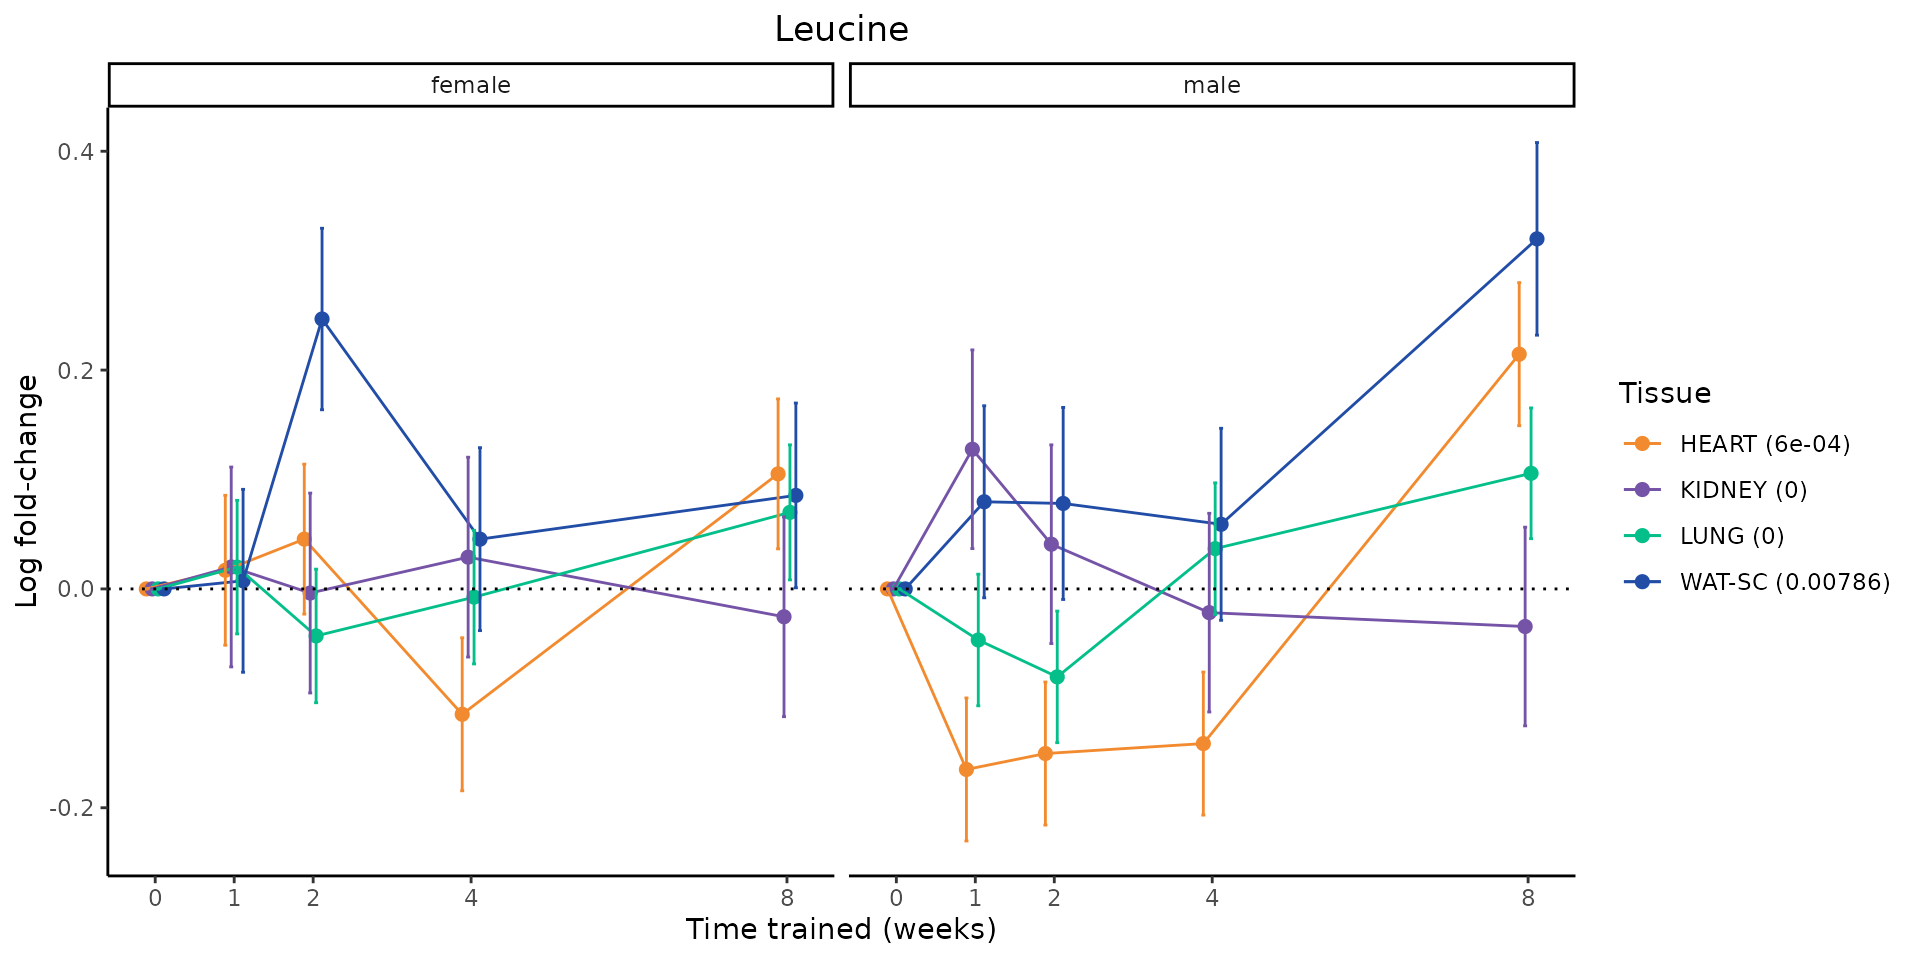 Leucine
female
male
Log fold-change
0.4
0.2
0.0
-0.2
0 1 2 4 8
0 1 2 4 8
Time trained (weeks)
Tissue
HEART (6e-04)
KIDNEY (0)
LUNG (0)
WAT-SC (0.00786)